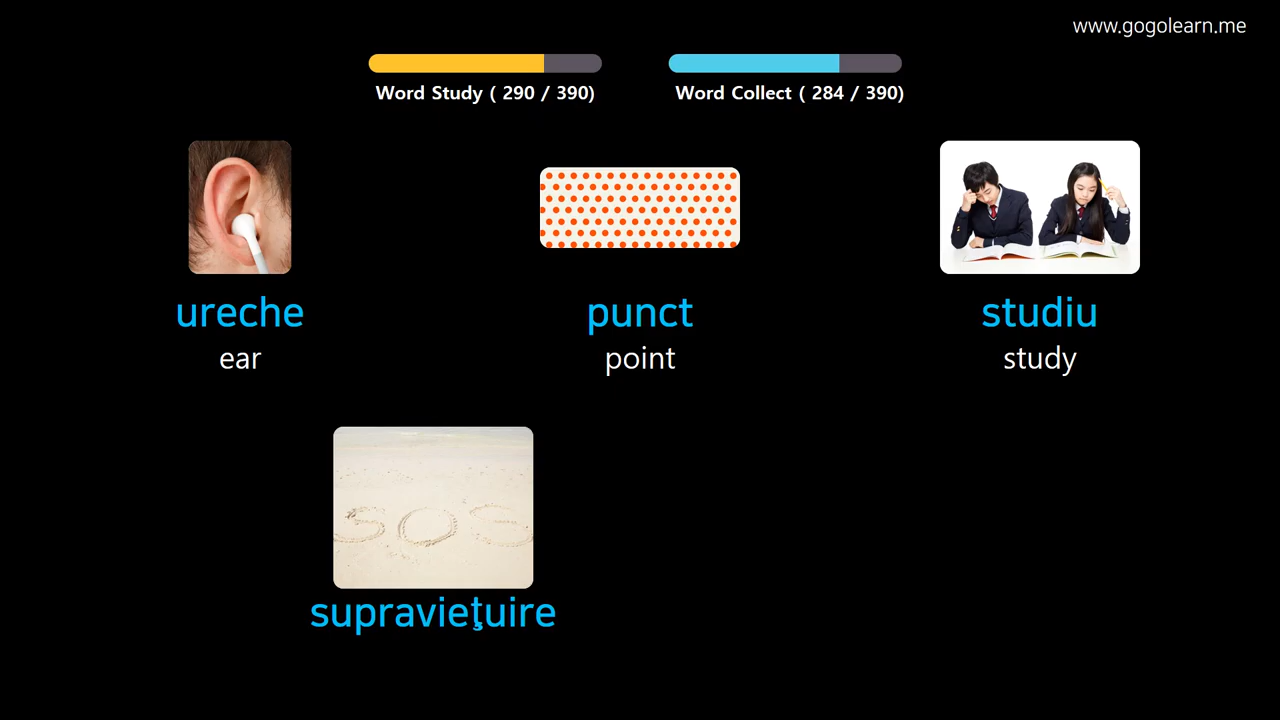 www.gogolearn.me
Word Study ( 290 / 390)
Word Collect ( 284 / 390)
ureche
punct
studiu
ear
point
study
SOS
supravieţuire